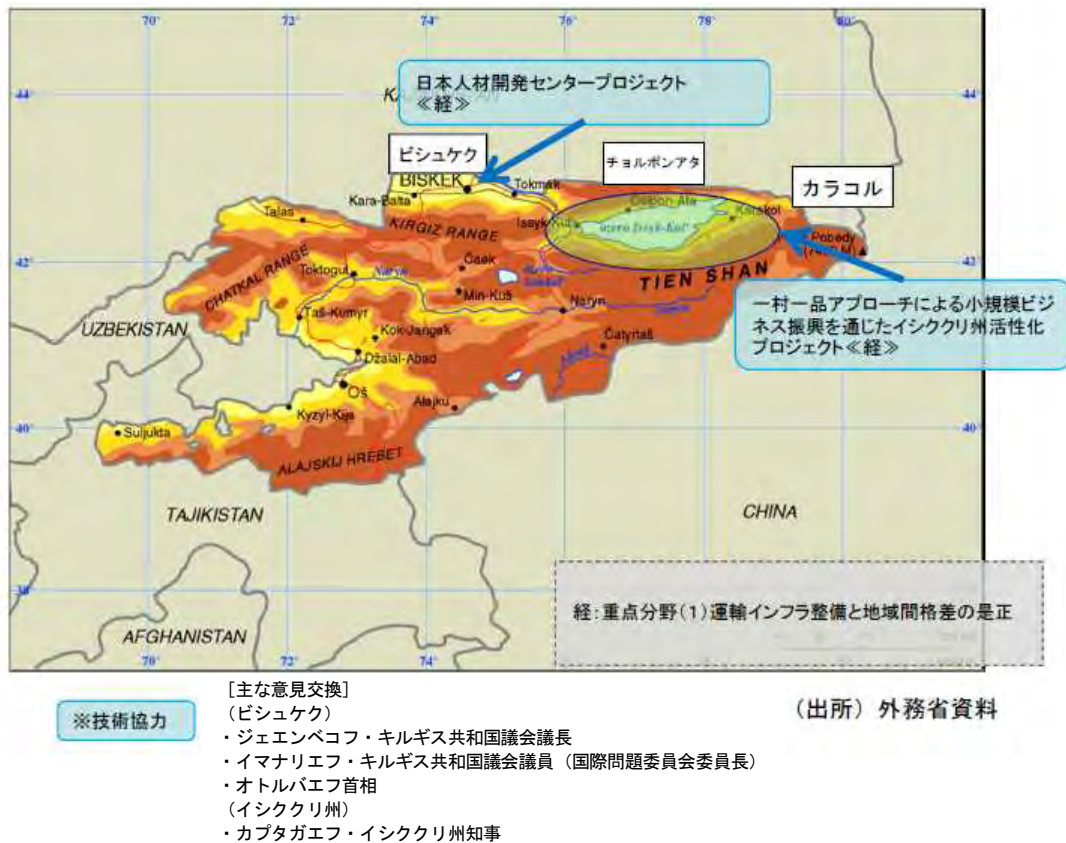 70
72
74
76
78
80
44
44
日本人材開発センタープロジェクト
≪経≫
ビシュケク
チョルポンアタ
カラコル
BISKEK
Tokmak
Kara-Balta
Talas
KIRGIZ RANGE
Karakol
Pobedy
42
42
CHATKAL RANGE
Toktogul
Naryn
Čaek
Min-Kuš
TIEN SHAN
Naryn
一村一品アプローチによる小規模ビジ
ネス振興を通じたイシククリ州活性化
プロジェクト≪経≫
UZBEKISTAN
Taš-Kumyr
Kok-Jangak
Čatyrtaš
Džalal-Abad
Oš
Alajku
Kyzyl-Kija
Suljukta
40
40
ALAJSKIJ HREBET
TAJIKISTAN
CHINA
38
経:重点分野(1)運輸インフラ整備と地域間格差の是正
AFGHANISTAN
70
72
74
※技術協力
(出所)外務省資料
[主な意見交換]
(ビシュケク)
・ジェエンベコフ・キルギス共和国議会議長
・イマナリエフ・キルギス共和国議会議員(国際問題委員会委員長)
・オトルバエフ首相
(イシククリ州)
・カプタガエフ・イシククリ州知事